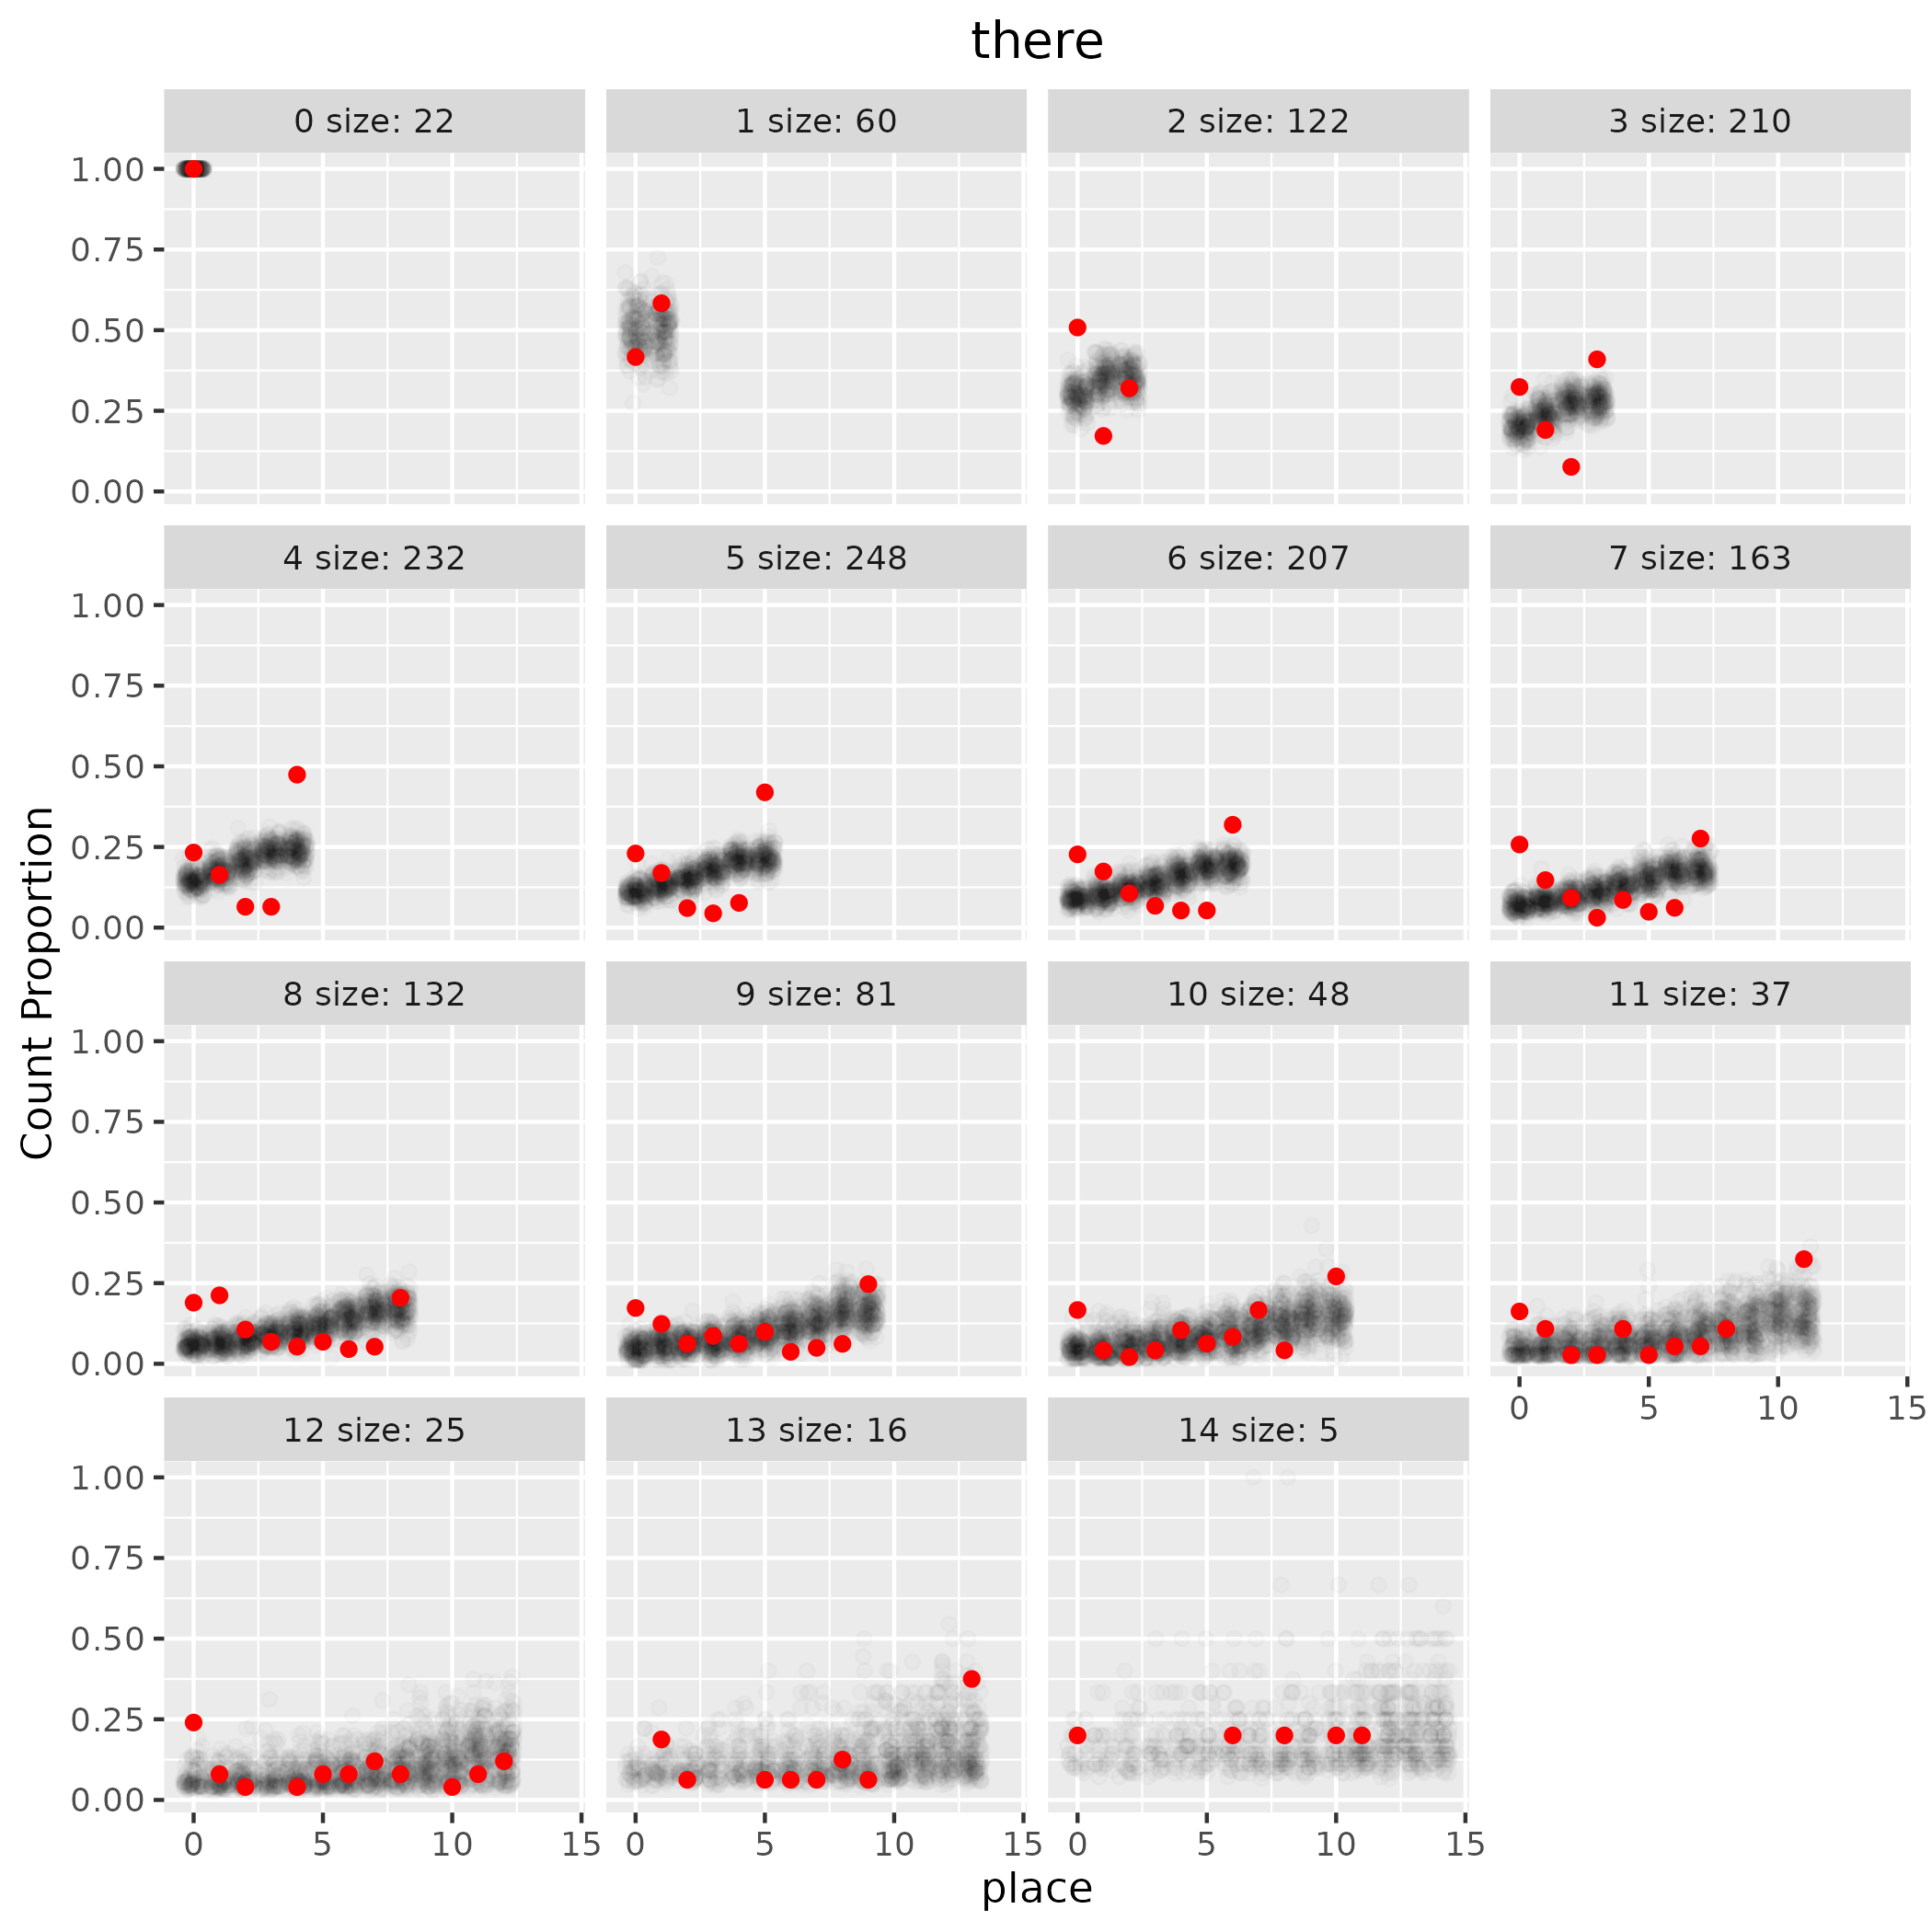 there
0 size: 22
1 size: 60
2 size: 122
3 size: 210
1.00
0.75
0.50
0.25
0.00
4 size: 232
5 size: 248
6 size: 207
7 size: 163
1.00
0.75
0.50
0.25
0.00
Count Proportion
8 size: 132
9 size: 81
10 size: 48
11 size: 37
1.00
0.75
0.50
0.25
0.00
0 5 10 15
12 size: 25
13 size: 16
14 size: 5
1.00
0.75
0.50
0.25
0.00
0 5 10 15
0 5 10 15
0 5 10 15
place